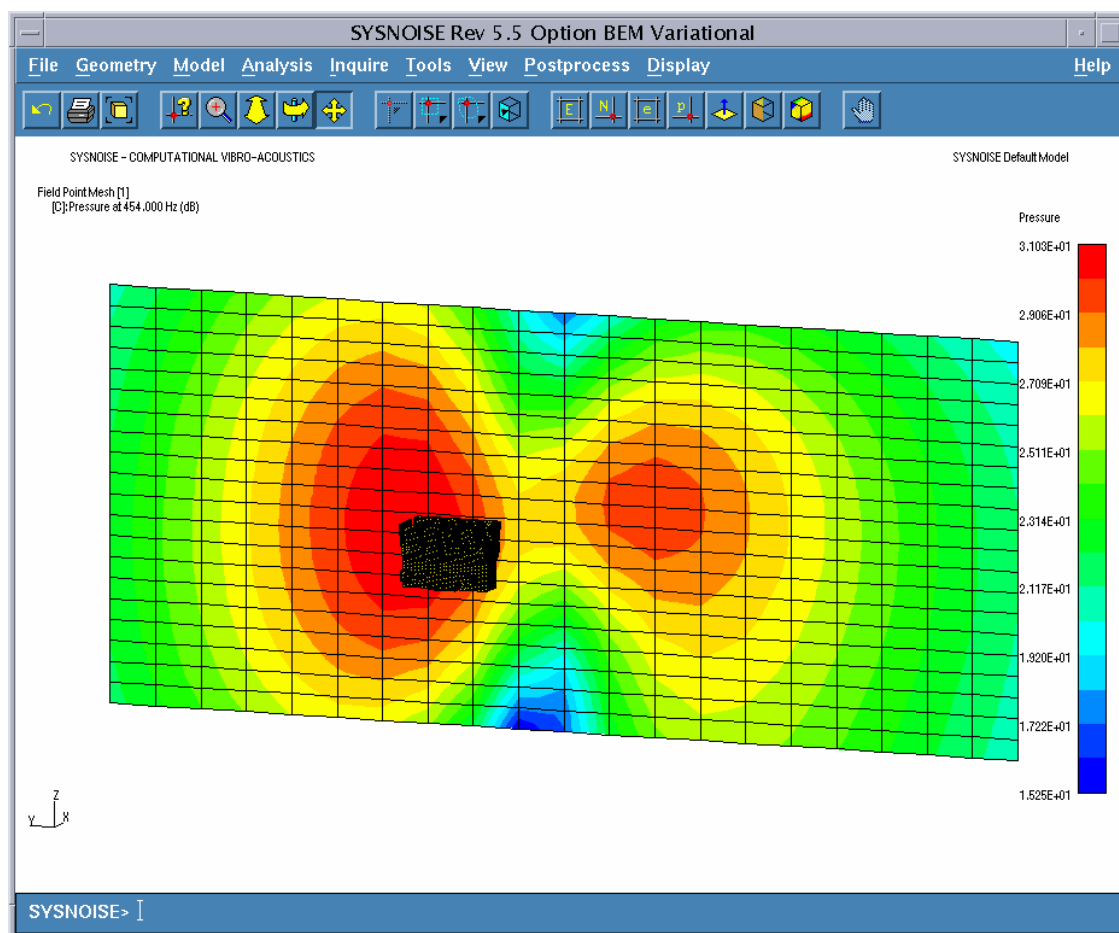 SYSNOISE Rev 5.5 Option BEM Variational
File Geometry Model Analysis Inquire Tools View Postprocess Display Help
? E N e p
SYSNOISE - COMPUTATIONAL VIBRO-ACOUSTICS
SYSNOISE Default Model
Field Point Mesh [1]
[C]:Pressure at 454.000 Hz (dB)
Pressure
3.103E+01
2.906E+01
2.709E+01
2.511E+01
2.314E+01
2.117E+01
1.920E+01
1.722E+01
1.525E+01
Z
Y X
SYSNOISE>